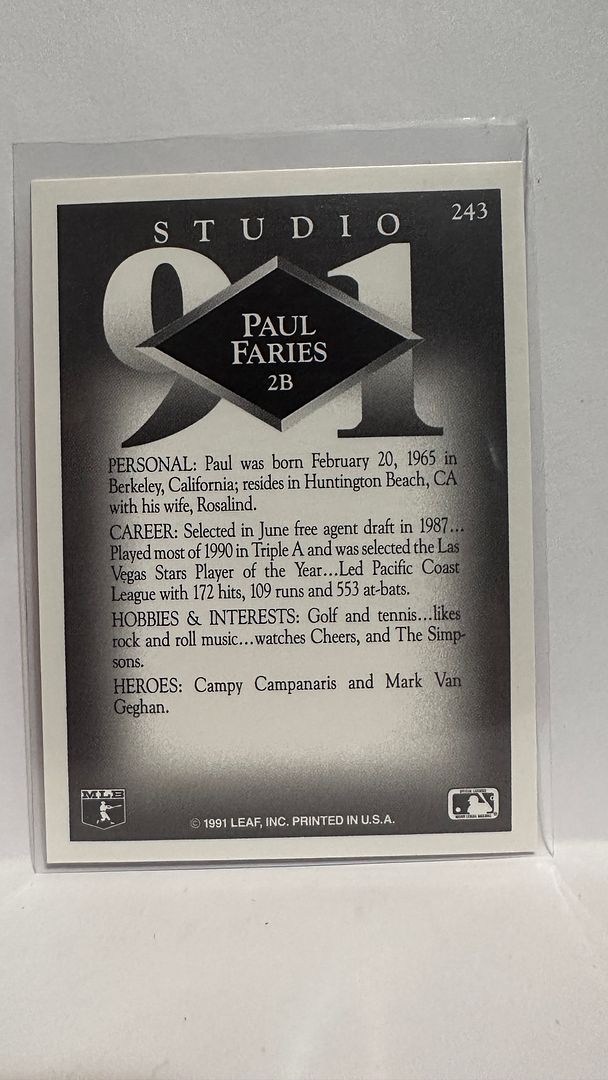 243
STUDIO
91
PAUL
FARIES
2B
PERSONAL: Paul was born February 20, 1965 in
Berkeley, California; resides in Huntington Beach, CA
with his wife, Rosalind.
CAREER: Selected in June free agent draft in 1987...
Played most of 1990 in Triple A and was selected the Las
Vegas Stars Player of the Year...Led Pacific Coast
League with 172 hits, 109 runs and 553 at-bats.
HOBBIES & INTERESTS: Golf and tennis...likes
rock and roll music...watches Cheers, and The Simp-
sons.
HEROES: Campy Campanaris and Mark Van
Geghan.
MLB
© 1991 LEAF, INC. PRINTED IN U.S.A.